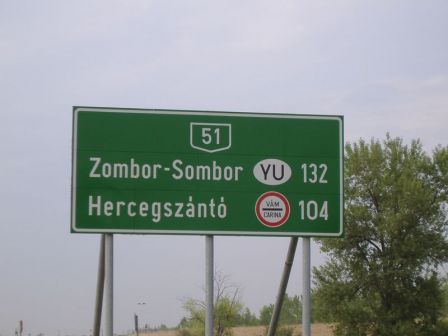 51
Zombor-Sombor YU 132
Hercegszántó VÁM CARINA 104